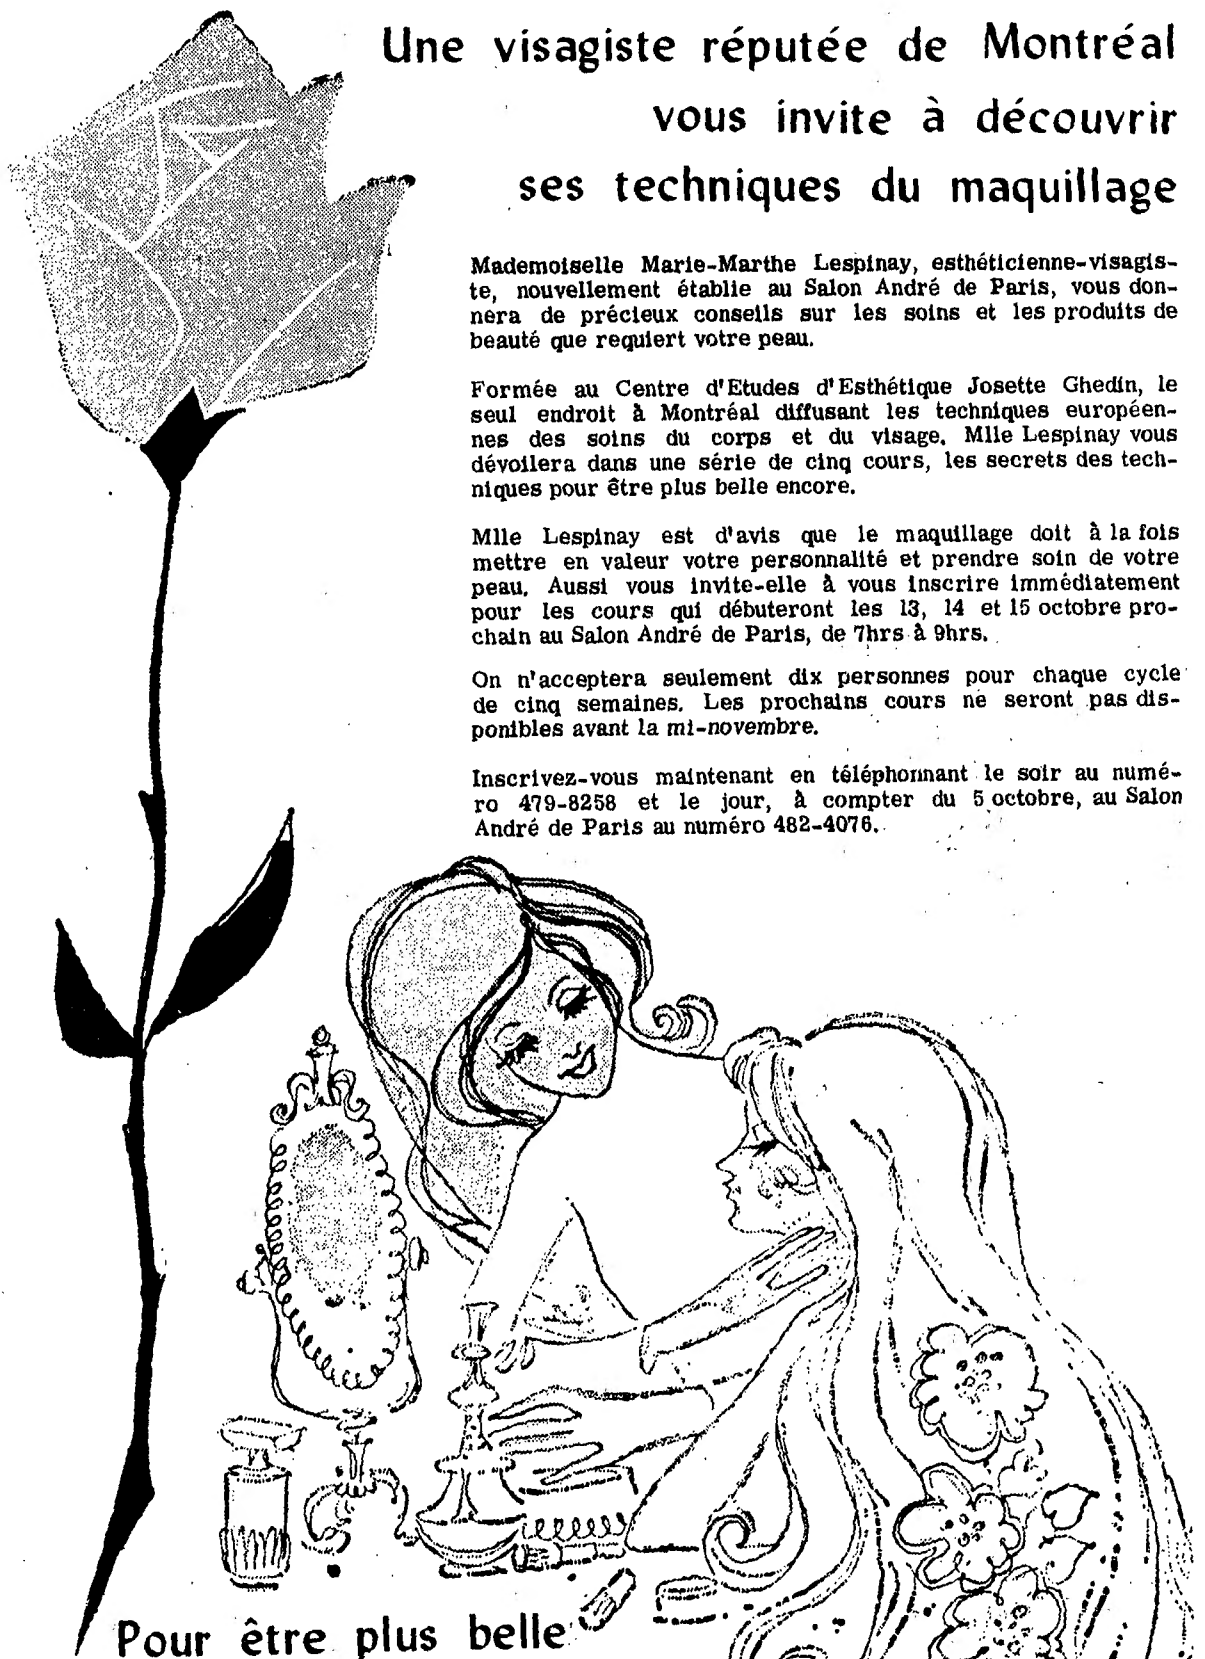 Une visagiste réputée de Montréal
vous invite à découvrir
ses techniques du maquillage
Mademoiselle Marie-Marthe Lespinay, esthéticienne-visagis-
te, nouvellement établie au Salon André de Paris, vous don-
nera de précieux conseils sur les soins et les produits de
beauté que requiert votre peau.
Formée au Centre d'Etudes d'Esthétique Josette Ghedin, le
seul endroit à Montréal diffusant les techniques européen-
nes des soins du corps et du visage. Mlle Lespinay vous
dévoilera dans une série de cinq cours, les secrets des tech-
niques pour être plus belle encore.
Mlle Lespinay est d'avis que le maquillage doit à la fois
mettre en valeur votre personnalité et prendre soin de votre
peau. Aussi vous invite-elle à vous inscrire immédiatement
pour les cours qui débuteront les 13, 14 et 15 octobre pro-
chain au Salon André de Paris, de 7hrs à 9hrs.
On n'acceptera seulement dix personnes pour chaque cycle
de cinq semaines. Les prochains cours ne seront pas dis-
ponibles avant la mi-novembre.
Inscrivez-vous maintenant en téléphonnant le soir au numé-
ro 479-8258 et le jour, à compter du 5 octobre, au Salon
André de Paris au numéro 482-4076.
Pour être plus belle